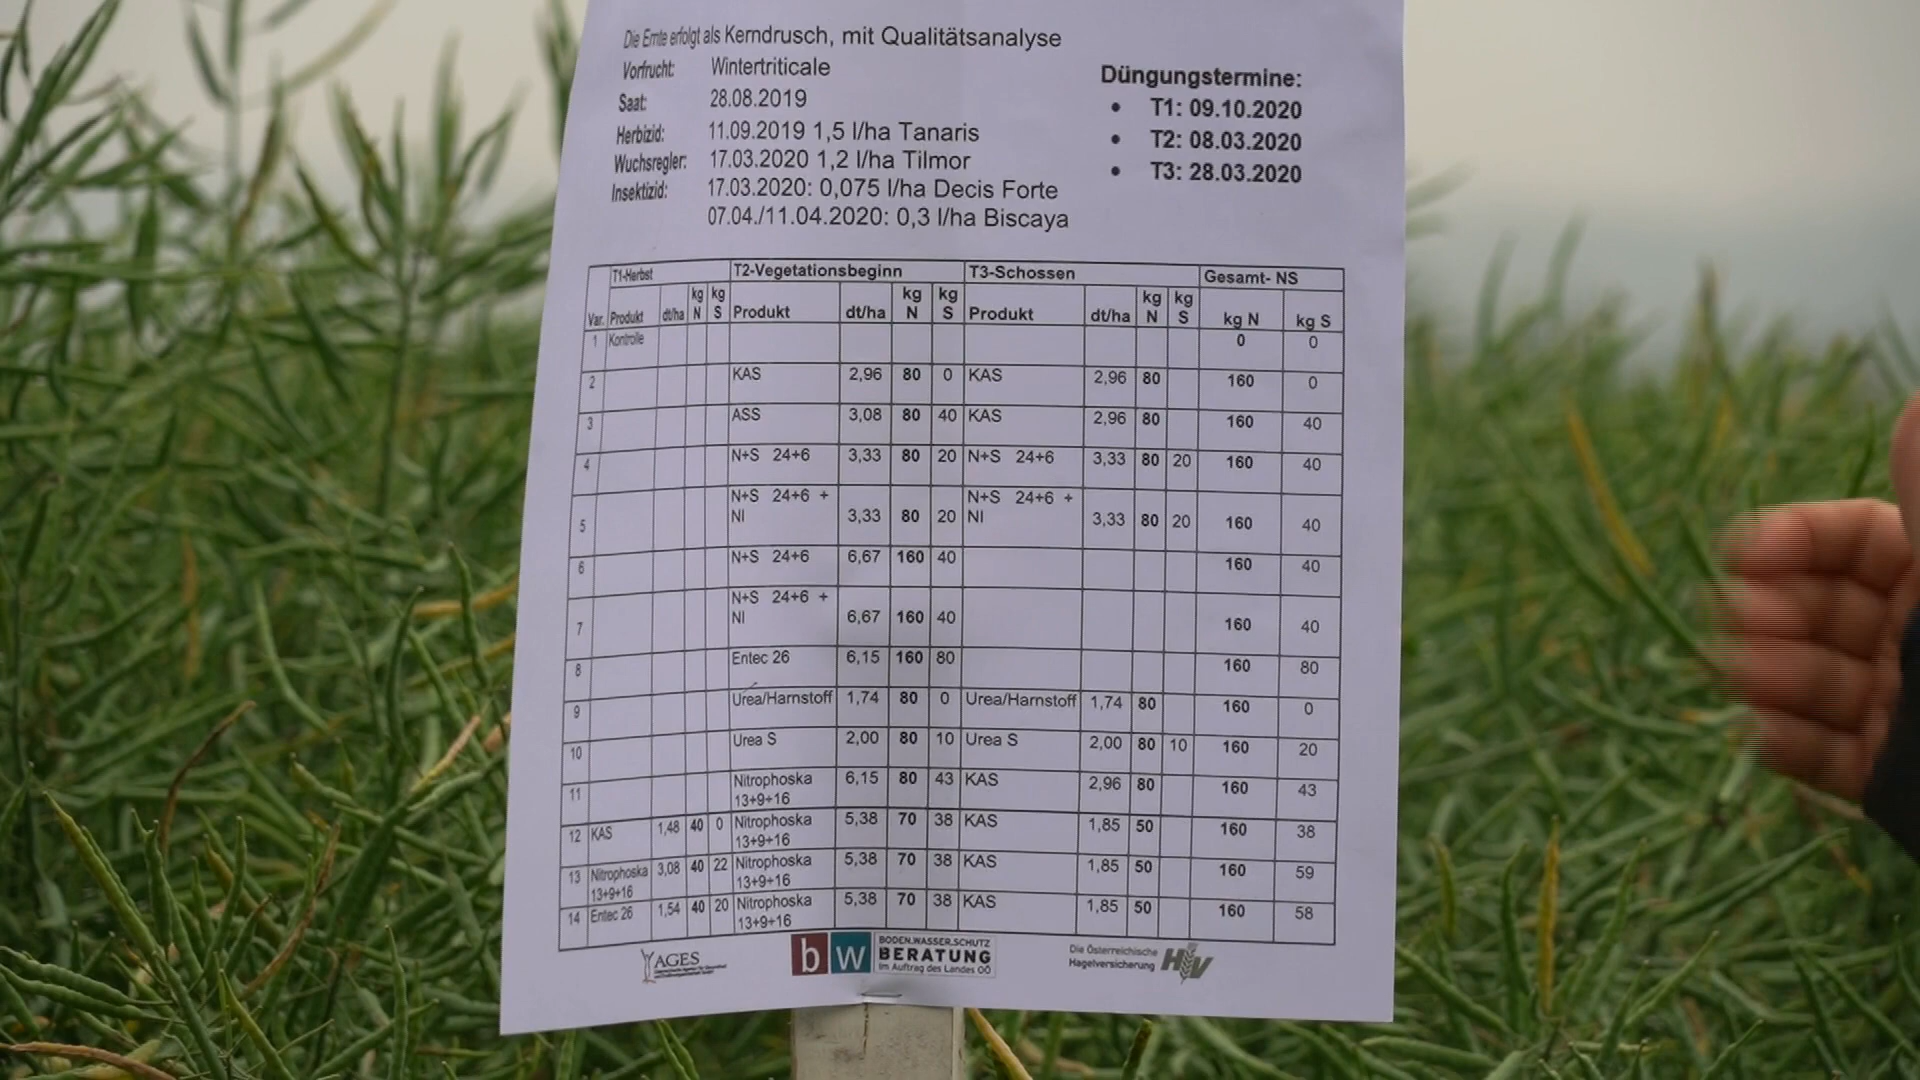 Die Ernte erfolgt als Kerndrusch, mit Qualitätsanalyse
Vorfrucht: Wintertriticale
Saat: 28.08.2019
Herbizid: 11.09.2019 1,5 l/ha Tanaris
Wuchsregler: 17.03.2020 1,2 l/ha Tilmor
Insektizid: 17.03.2020: 0,075 l/ha Decis Forte
07.04./11.04.2020: 0,3 l/ha Biscaya
Düngungstermine:
• T1: 09.10.2020
• T2: 08.03.2020
• T3: 28.03.2020
T1-Herbst T2-Vegetationsbeginn T3-Schossen Gesamt- NS
Var. Produkt dt/ha kg N kg S Produkt dt/ha kg N kg S Produkt dt/ha kg N kg S kg N kg S
1 Kontrolle 0 0
2 KAS 2,96 80 0 KAS 2,96 80 160 0
3 ASS 3,08 80 40 KAS 2,96 80 160 40
4 N+S 24+6 3,33 80 20 N+S 24+6 3,33 80 20 160 40
5 N+S 24+6 + NI 3,33 80 20 N+S 24+6 + NI 3,33 80 20 160 40
6 N+S 24+6 6,67 160 40 160 40
7 N+S 24+6 + NI 6,67 160 40 160 40
8 Entec 26 6,15 160 80 160 80
9 Urea/Harnstoff 1,74 80 0 Urea/Harnstoff 1,74 80 160 0
10 Urea S 2,00 80 10 Urea S 2,00 80 10 160 20
11 Nitrophoska 13+9+16 6,15 80 43 KAS 2,96 80 160 43
12 KAS 1,48 40 0 Nitrophoska 13+9+16 5,38 70 38 KAS 1,85 50 160 38
13 Nitrophoska 13+9+16 3,08 40 22 Nitrophoska 13+9+16 5,38 70 38 KAS 1,85 50 160 59
14 Entec 26 1,54 40 20 Nitrophoska 13+9+16 5,38 70 38 KAS 1,85 50 160 58
AGES
bw
BODEN.WASSER.SCHUTZ
BERATUNG
Im Auftrag des Landes OÖ
Die Österreichische
Hagelversicherung
HV